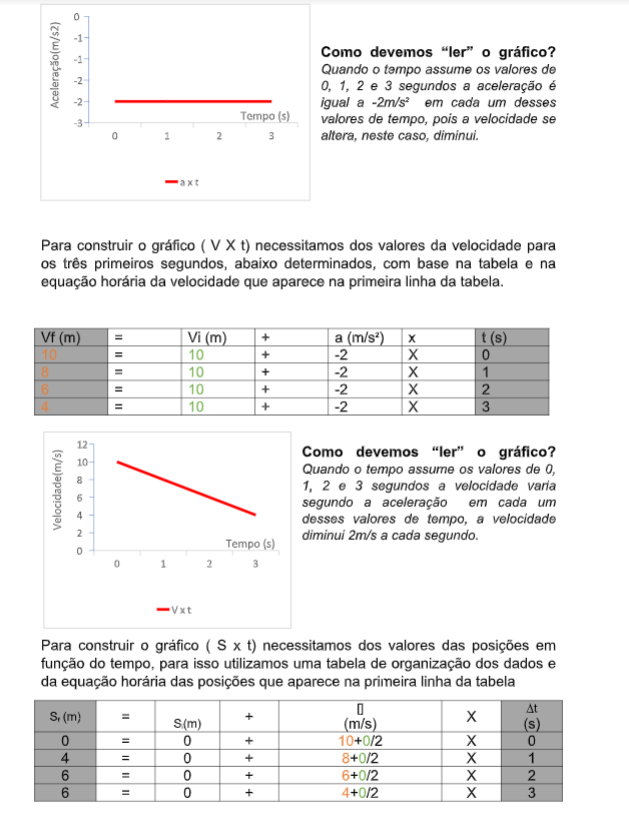 Aceleração(m/s2)
0
-1
-1
-2
-2
-3
Tempo (s)
0 1 2 3
a x t
Como devemos “ler” o gráfico?
Quando o tempo assume os valores de
0, 1, 2 e 3 segundos a aceleração é
igual a -2m/s² em cada um desses
valores de tempo, pois a velocidade se
altera, neste caso, diminui.
Para construir o gráfico ( V X t) necessitamos dos valores da velocidade para
os três primeiros segundos, abaixo determinados, com base na tabela e na
equação horária da velocidade que aparece na primeira linha da tabela.
Vf (m) = Vi (m) + a (m/s²) x t (s)
10 = 10 + -2 X 0
8 = 10 + -2 X 1
6 = 10 + -2 X 2
4 = 10 + -2 X 3
Velocidade(m/s)
12
10
8
6
4
2
0
Tempo (s)
0 1 2 3
V x t
Como devemos “ler” o gráfico?
Quando o tempo assume os valores de 0,
1, 2 e 3 segundos a velocidade varia
segundo a aceleração em cada um
desses valores de tempo, a velocidade
diminui 2m/s a cada segundo.
Para construir o gráfico ( S x t) necessitamos dos valores das posições em
função do tempo, para isso utilizamos uma tabela de organização dos dados e
da equação horária das posições que aparece na primeira linha da tabela
Sf (m) = Si(m) + ▯ (m/s) X Δt (s)
0 = 0 + 10+0/2 X 0
4 = 0 + 8+0/2 X 1
6 = 0 + 6+0/2 X 2
6 = 0 + 4+0/2 X 3